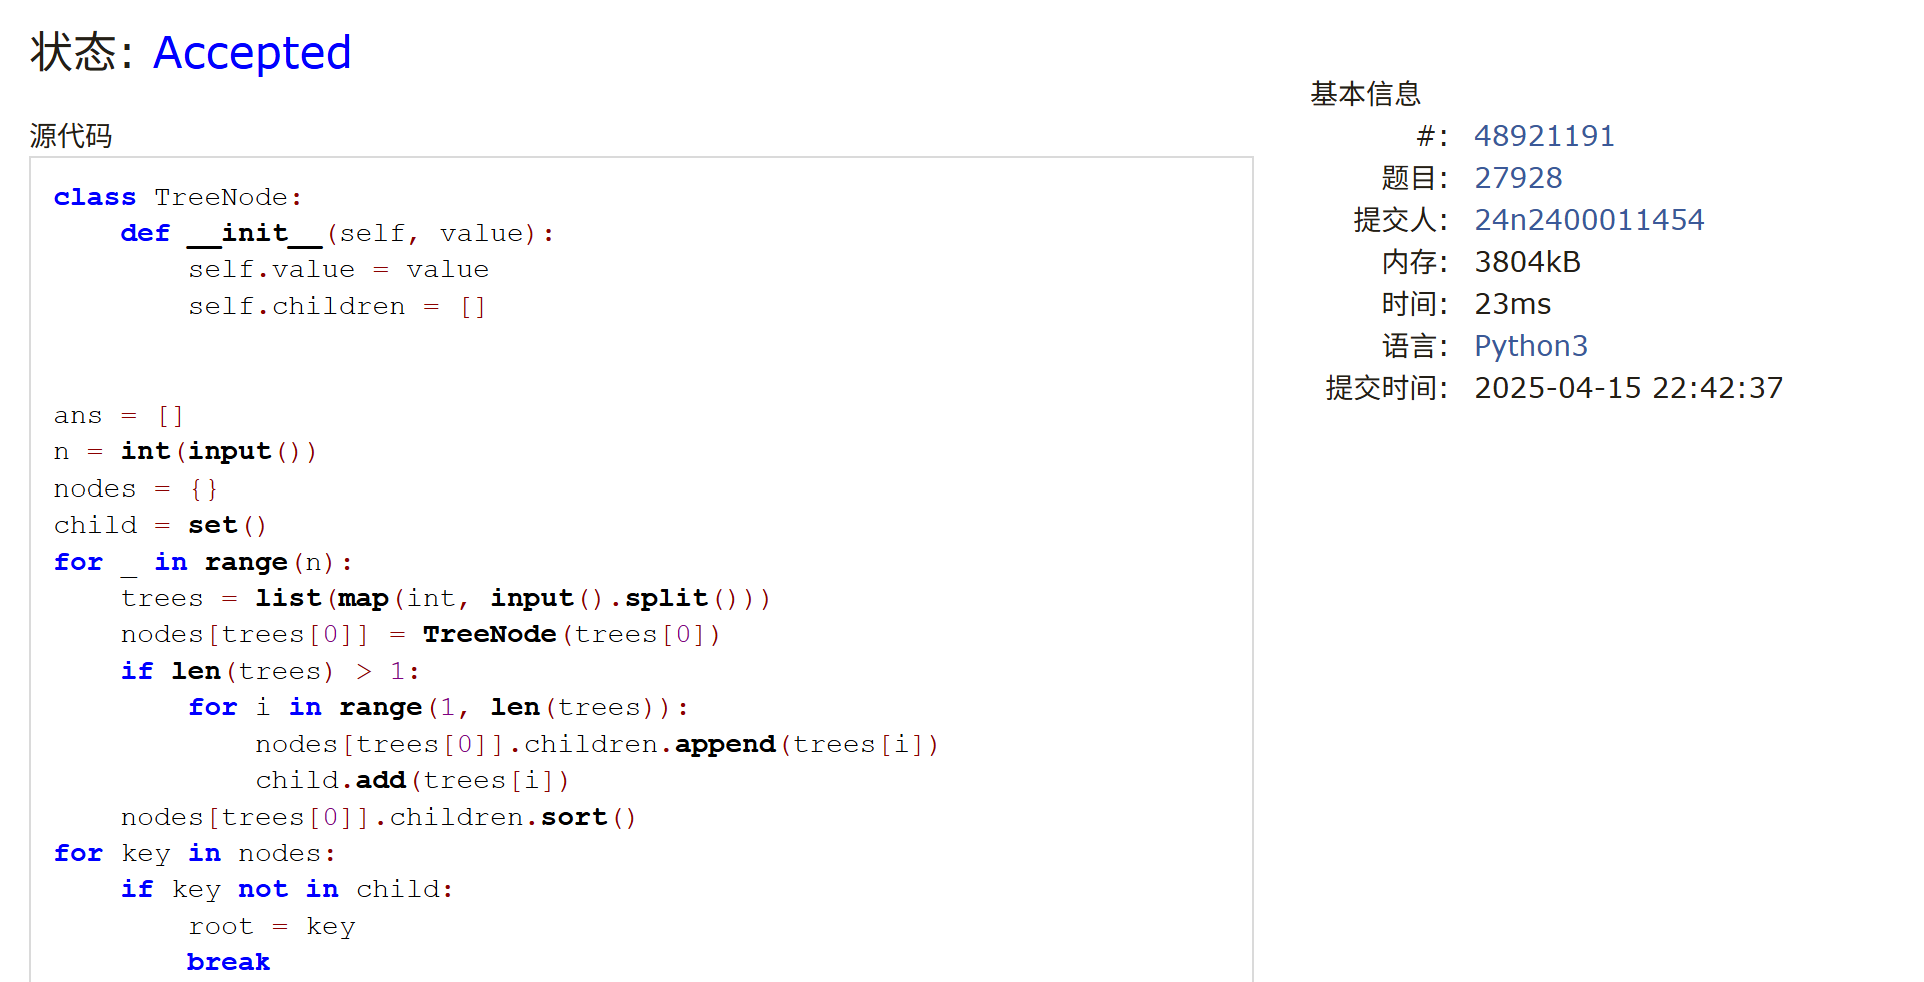 状态: Accepted
源代码
class TreeNode:
    def __init__(self, value):
        self.value = value
        self.children = []
ans = []
n = int(input())
nodes = {}
child = set()
for _ in range(n):
    trees = list(map(int, input().split()))
    nodes[trees[0]] = TreeNode(trees[0])
    if len(trees) > 1:
        for i in range(1, len(trees)):
            nodes[trees[0]].children.append(trees[i])
            child.add(trees[i])
    nodes[trees[0]].children.sort()
for key in nodes:
    if key not in child:
        root = key
        break
基本信息
#: 48921191
题目: 27928
提交人: 24n2400011454
内存: 3804kB
时间: 23ms
语言: Python3
提交时间: 2025-04-15 22:42:37